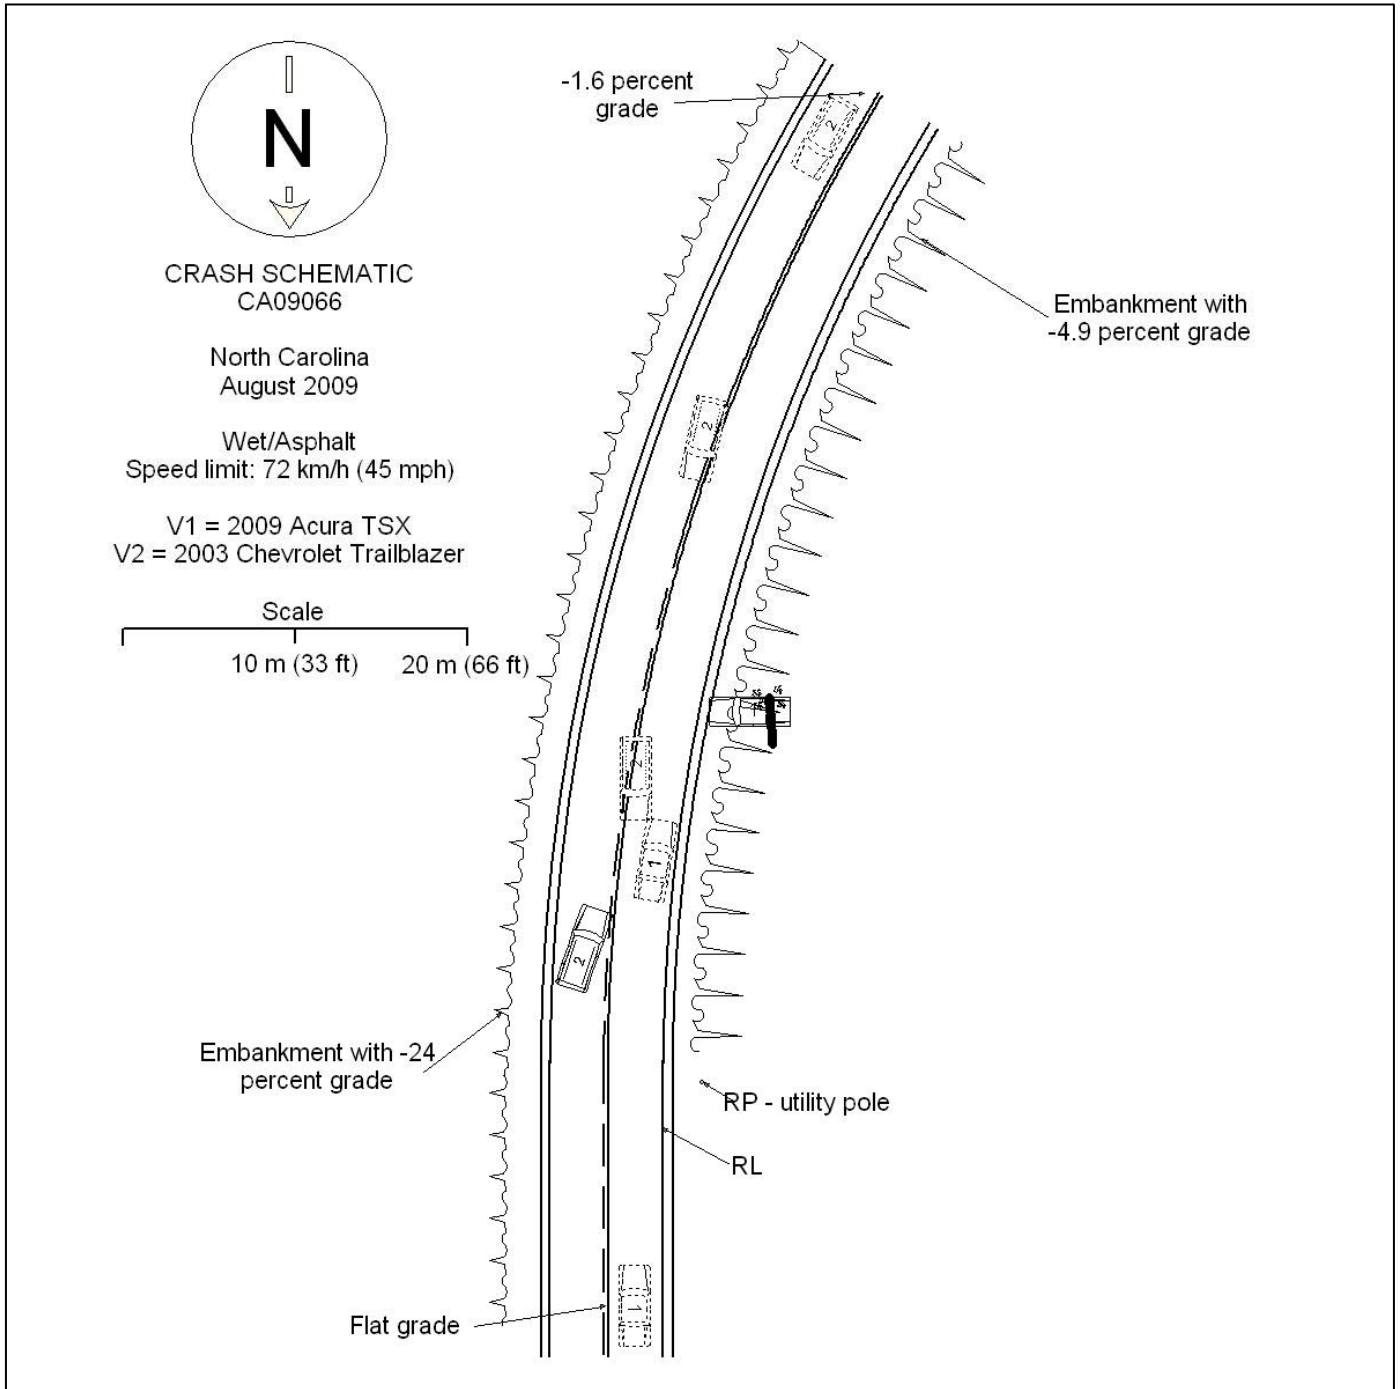 -1.6 percent
grade
2
N
CRASH SCHEMATIC
CA09066
North Carolina
August 2009
Wet/Asphalt
Speed limit: 72 km/h (45 mph)
V1 = 2009 Acura TSX
V2 = 2003 Chevrolet Trailblazer
Scale
10 m (33 ft)
20 m (66 ft)
Embankment with
-4.9 percent grade
2
2
1
2
Embankment with -24
percent grade
RP - utility pole
RL
Flat grade
1